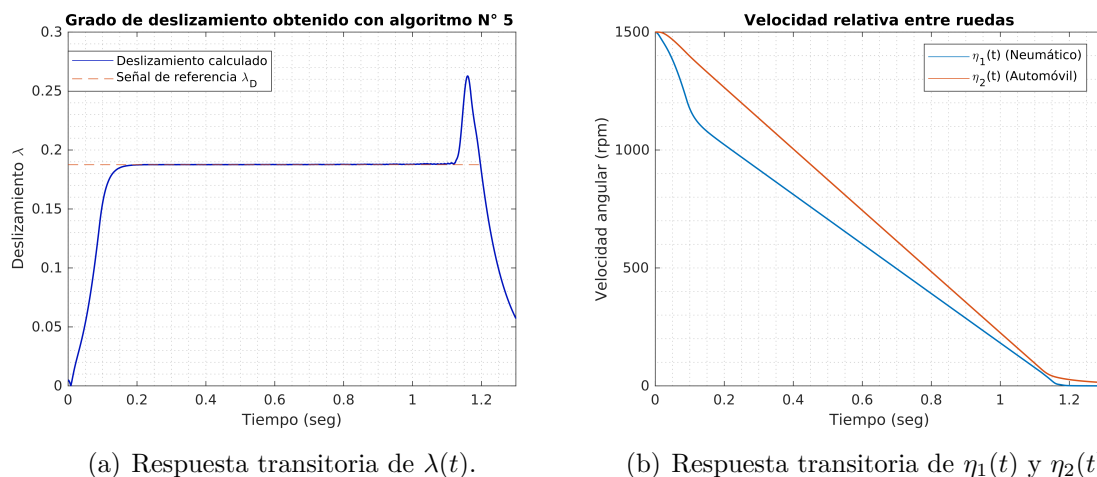 Grado de deslizamiento obtenido con algoritmo N° 5
0.3
0.25
0.2
0.15
0.1
0.05
0
Deslizamiento λ
Deslizamiento calculado
Señal de referencia λ_D
0 0.2 0.4 0.6 0.8 1 1.2
Tiempo (seg)
(a) Respuesta transitoria de λ(t).
Velocidad relativa entre ruedas
1500
1000
500
0
Velocidad angular (rpm)
η₁(t) (Neumático)
η₂(t) (Automóvil)
0 0.2 0.4 0.6 0.8 1 1.2
Tiempo (seg)
(b) Respuesta transitoria de η₁(t) y η₂(t